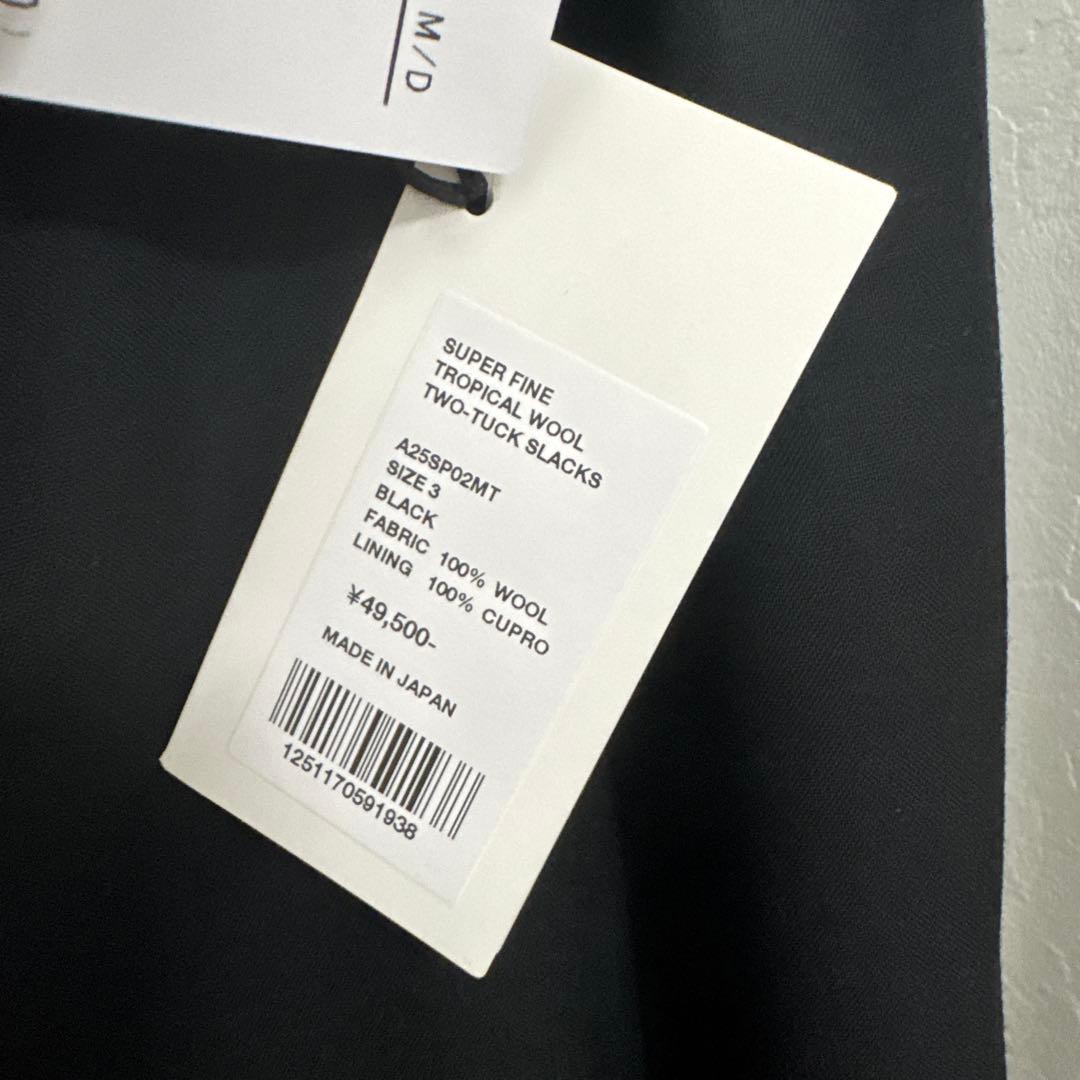 M/D
SUPER FINE
TROPICAL WOOL
TWO-TUCK SLACKS
A25SP02MT
SIZE 3
BLACK
FABRIC 100% WOOL
LINING 100% CUPRO
¥49,500-
MADE IN JAPAN
1251170591938